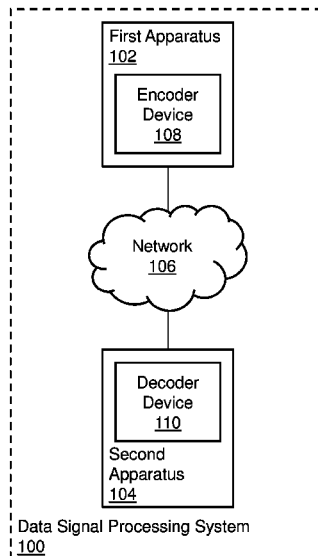 First Apparatus
102
Encoder
Device
108
Network
106
Decoder
Device
110
Second
Apparatus
104
Data Signal Processing System
100